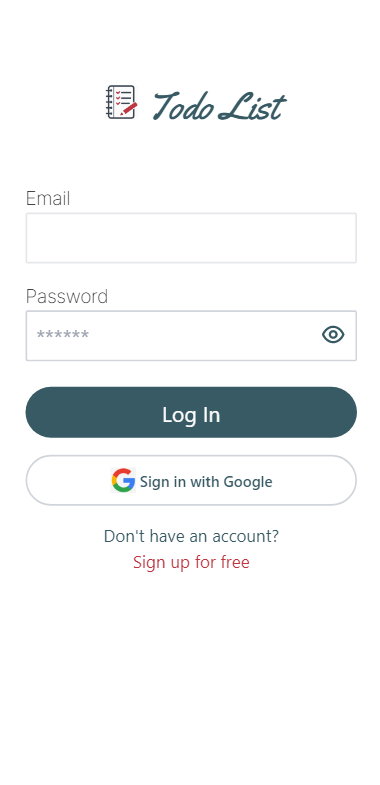 Todo List
Email
Password
******
Log In
Sign in with Google
Don't have an account?
Sign up for free